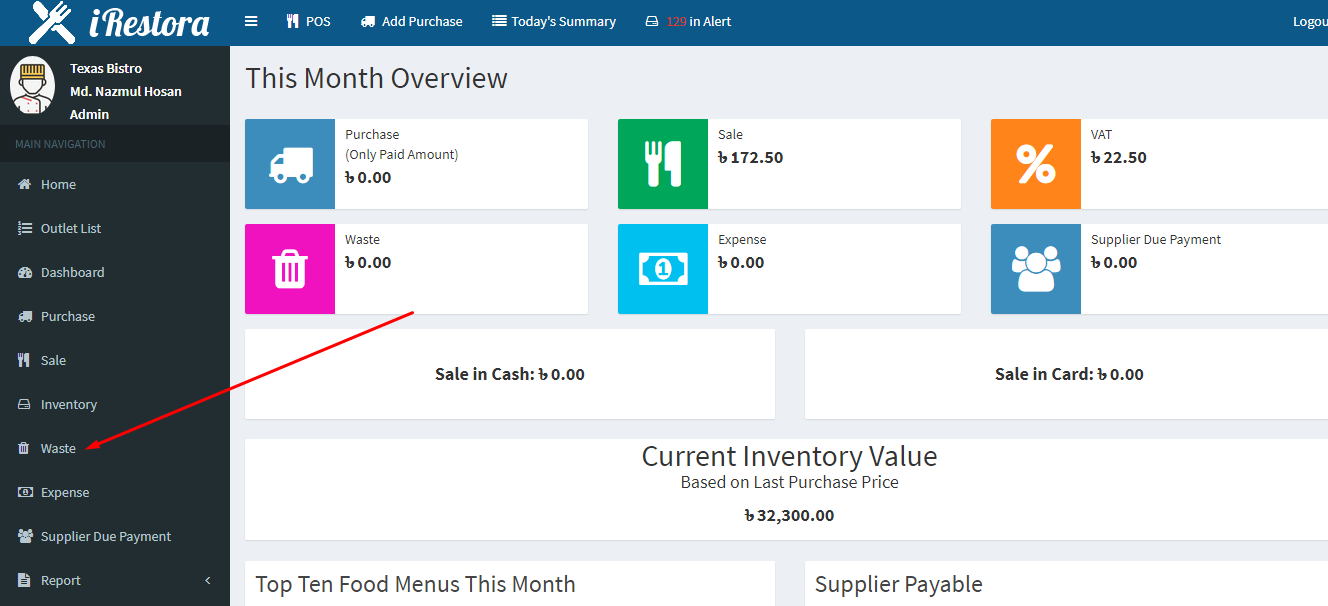 iRestora
POS
Add Purchase
Today's Summary
129 in Alert
Texas Bistro
Md. Nazmul Hosan
Admin
MAIN NAVIGATION
Home
Outlet List
Dashboard
Purchase
Sale
Inventory
Waste
Expense
Supplier Due Payment
Report
This Month Overview
Purchase
(Only Paid Amount)
৳ 0.00
Sale
৳ 172.50
VAT
৳ 22.50
Waste
৳ 0.00
Expense
৳ 0.00
Supplier Due Payment
৳ 0.00
Sale in Cash: ৳ 0.00
Sale in Card: ৳ 0.00
Current Inventory Value
Based on Last Purchase Price
৳ 32,300.00
Top Ten Food Menus This Month
Supplier Payable